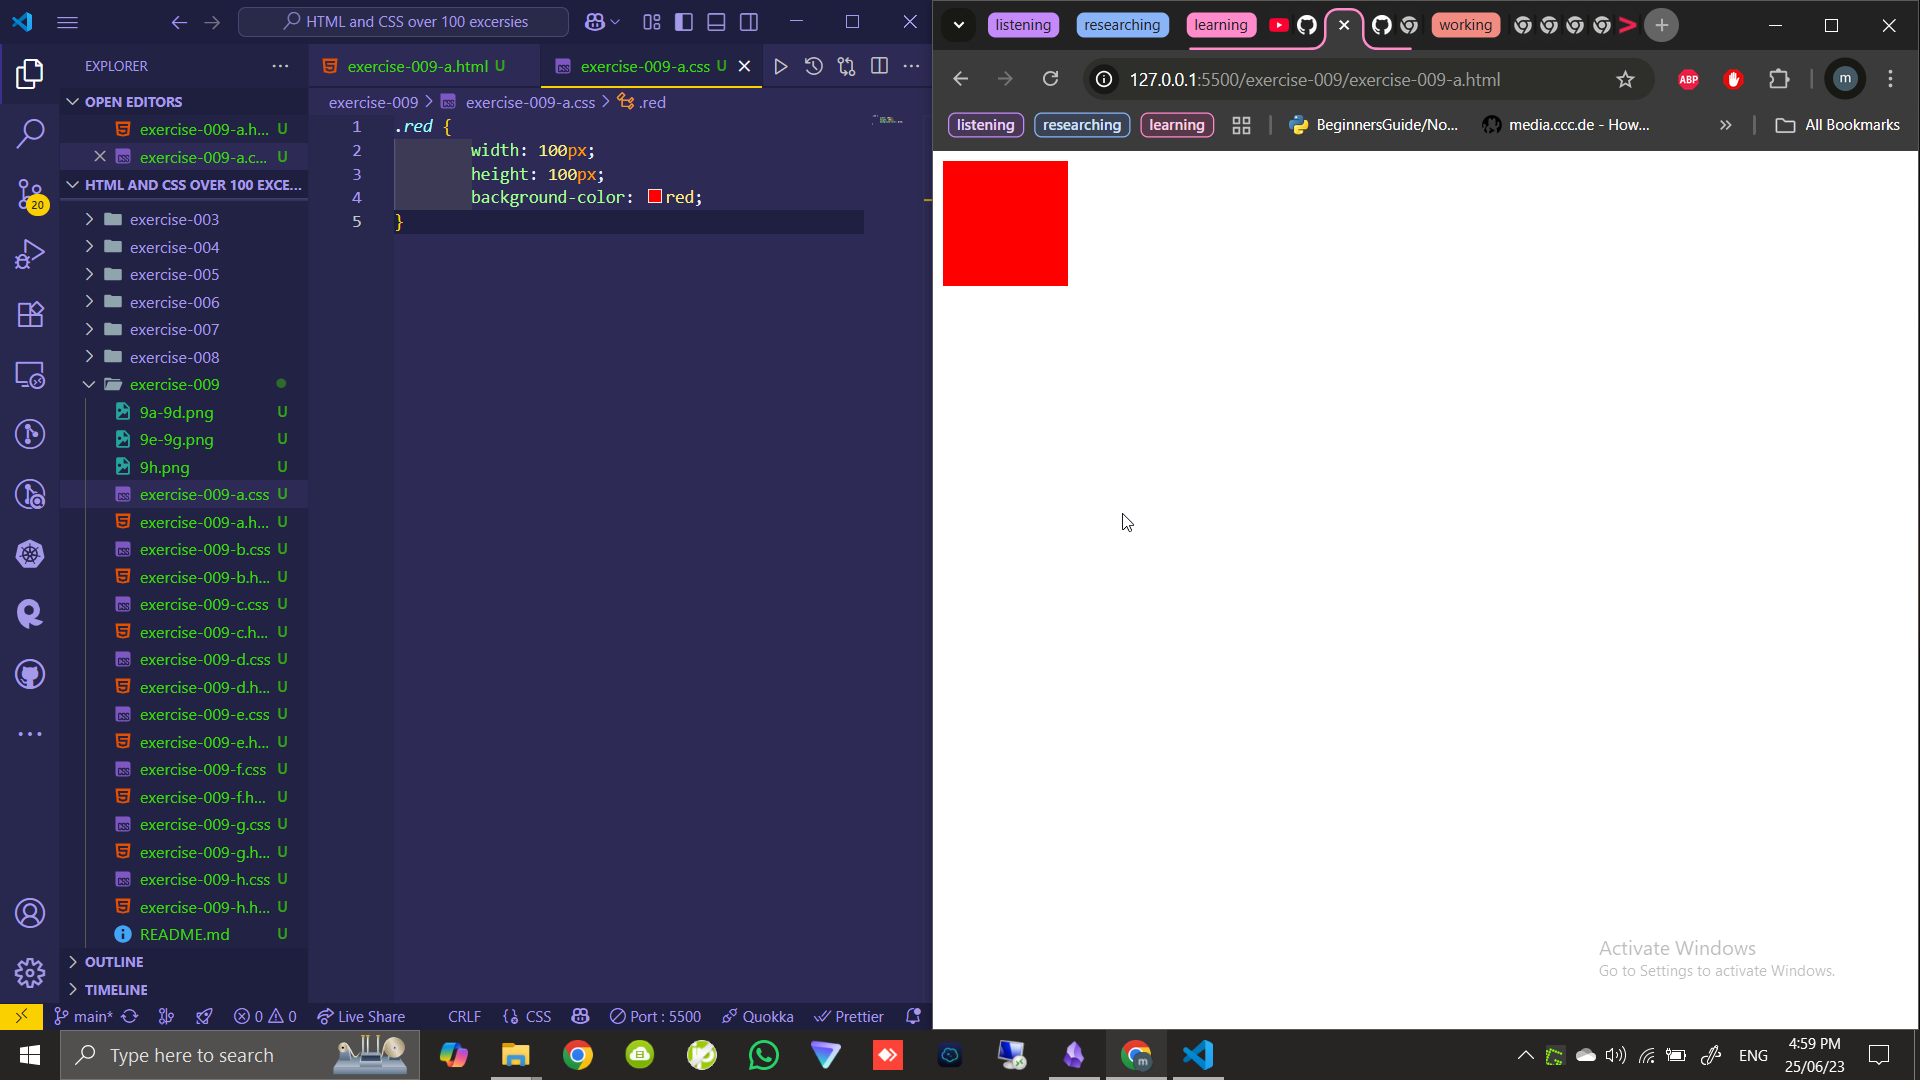 HTML and CSS over 100 excersies
EXPLORER
OPEN EDITORS
exercise-009-a.h... U
exercise-009-a.c... U
HTML AND CSS OVER 100 EXCE...
exercise-003
exercise-004
exercise-005
exercise-006
exercise-007
exercise-008
exercise-009
9a-9d.png U
9e-9g.png U
9h.png U
exercise-009-a.css U
exercise-009-a.h... U
exercise-009-b.css U
exercise-009-b.h... U
exercise-009-c.css U
exercise-009-c.h... U
exercise-009-d.css U
exercise-009-d.h... U
exercise-009-e.css U
exercise-009-e.h... U
exercise-009-f.css U
exercise-009-f.h... U
exercise-009-g.css U
exercise-009-g.h... U
exercise-009-h.css U
exercise-009-h.h... U
README.md U
OUTLINE
TIMELINE
20
exercise-009-a.html U
exercise-009-a.css U
exercise-009 > exercise-009-a.css > .red
1 .red {
2 width: 100px;
3 height: 100px;
4 background-color: red;
5 }
main* 0 0 Live Share CRLF {} CSS Port : 5500 Quokka Prettier
listening
researching
learning
working
127.0.0.1:5500/exercise-009/exercise-009-a.html
ABP
m
listening
researching
learning
BeginnersGuide/No...
media.ccc.de - How...
All Bookmarks
Activate Windows
Go to Settings to activate Windows.
Type here to search
m
ENG
4:59 PM
25/06/23